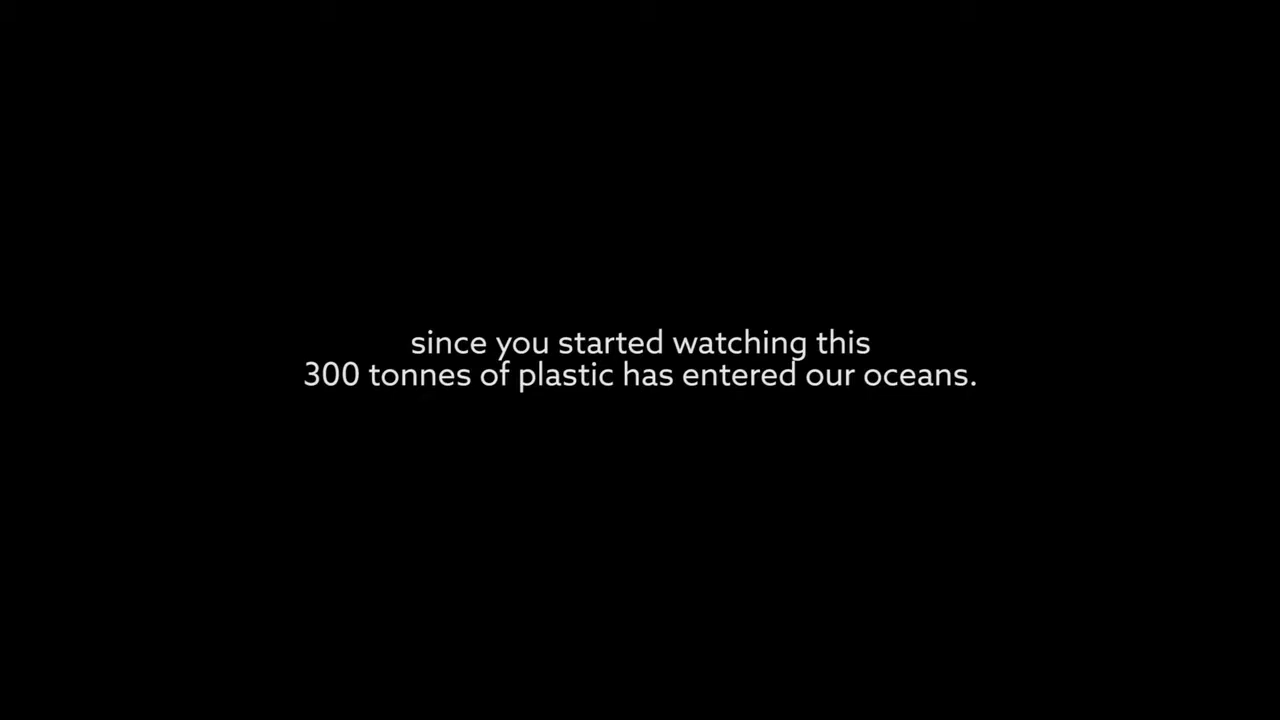 since you started watching this
300 tonnes of plastic has entered our oceans.